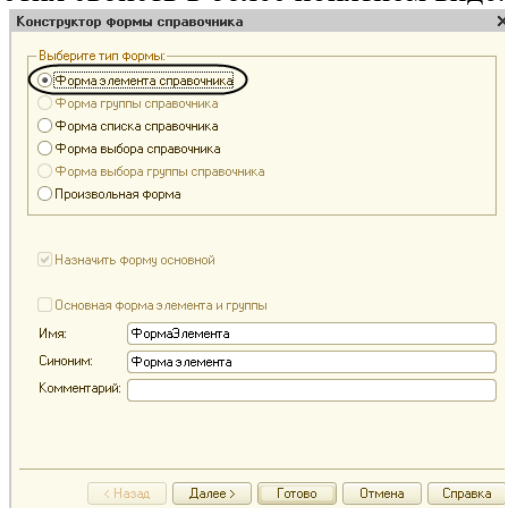 Конструктор формы справочника
Выберите тип формы:
Форма элемента справочника
Форма группы справочника
Форма списка справочника
Форма выбора справочника
Форма выбора группы справочника
Произвольная форма
Назначить форму основной
Основная форма элемента и группы
Имя: ФормаЭлемента
Синоним: Форма элемента
Комментарий:
< Назад Далее > Готово Отмена Справка